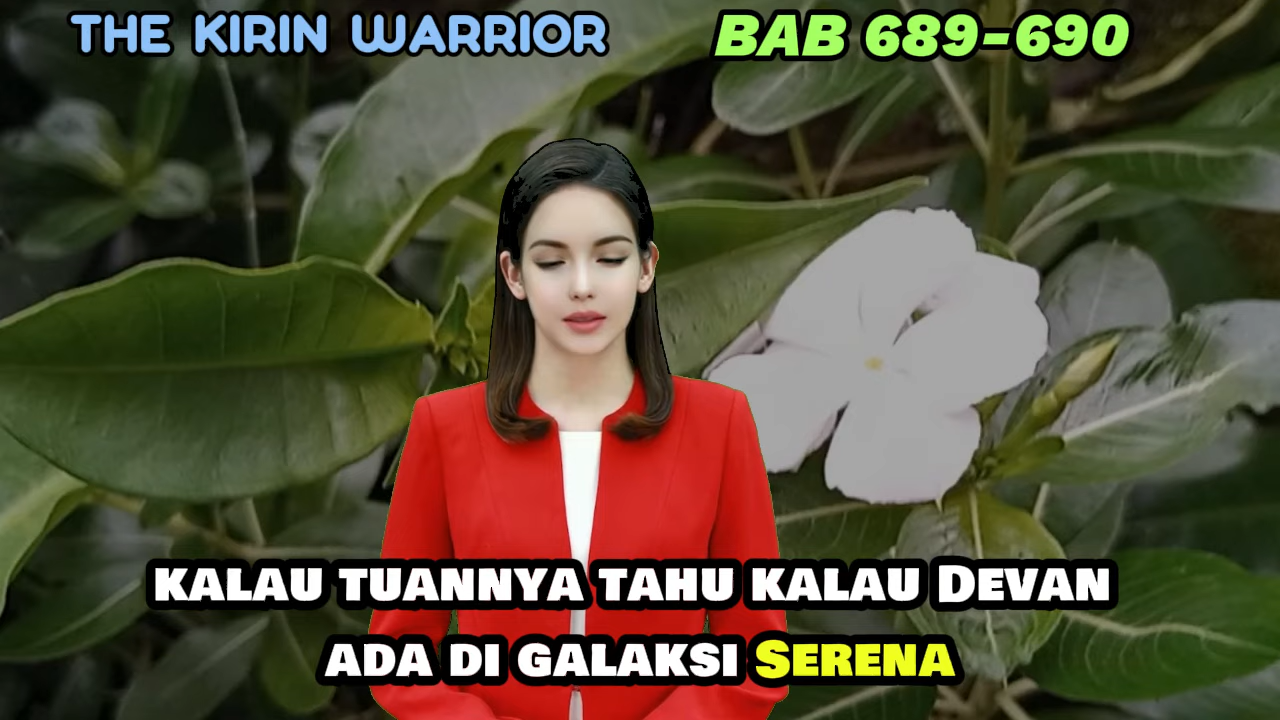 THE KIRIN WARRIOR
BAB 689-690
KALAU TUANNYA TAHU KALAU DEVAN
ADA DI GALAKSI SERENA